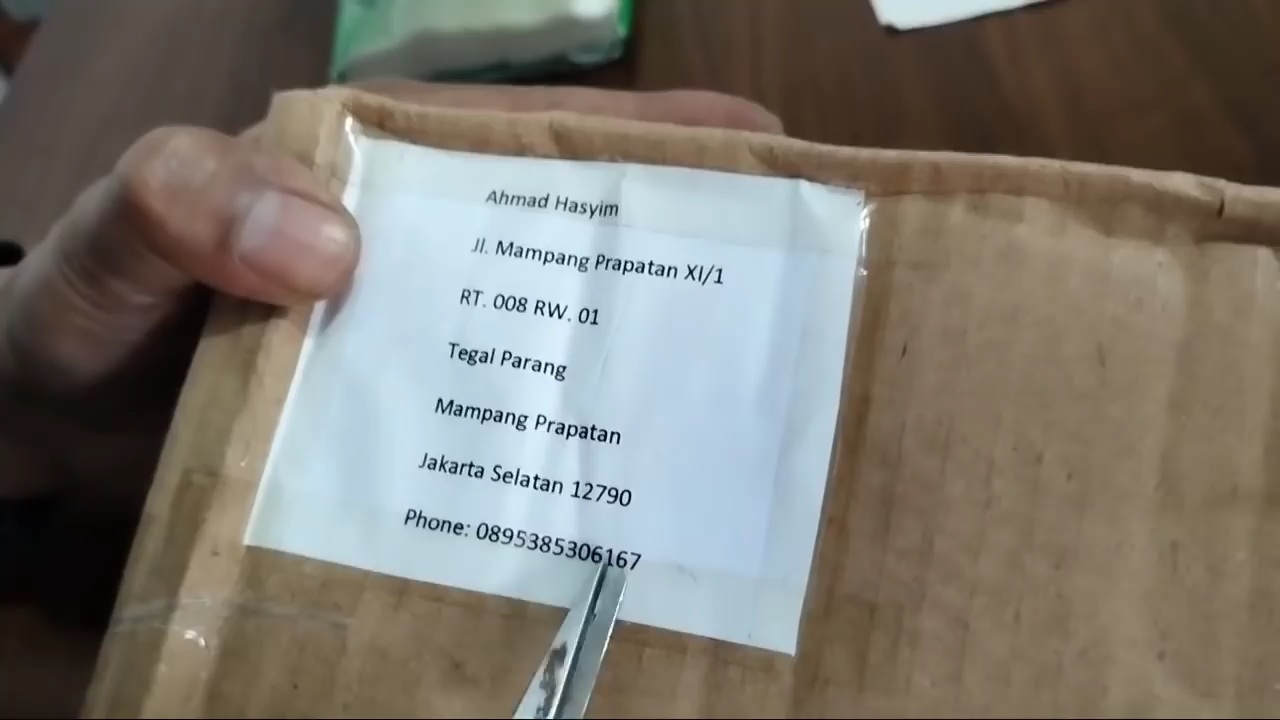 Ahmad Hasyim
Jl. Mampang Prapatan XI/1
RT. 008 RW. 01
Tegal Parang
Mampang Prapatan
Jakarta Selatan 12790
Phone: 0895385306167